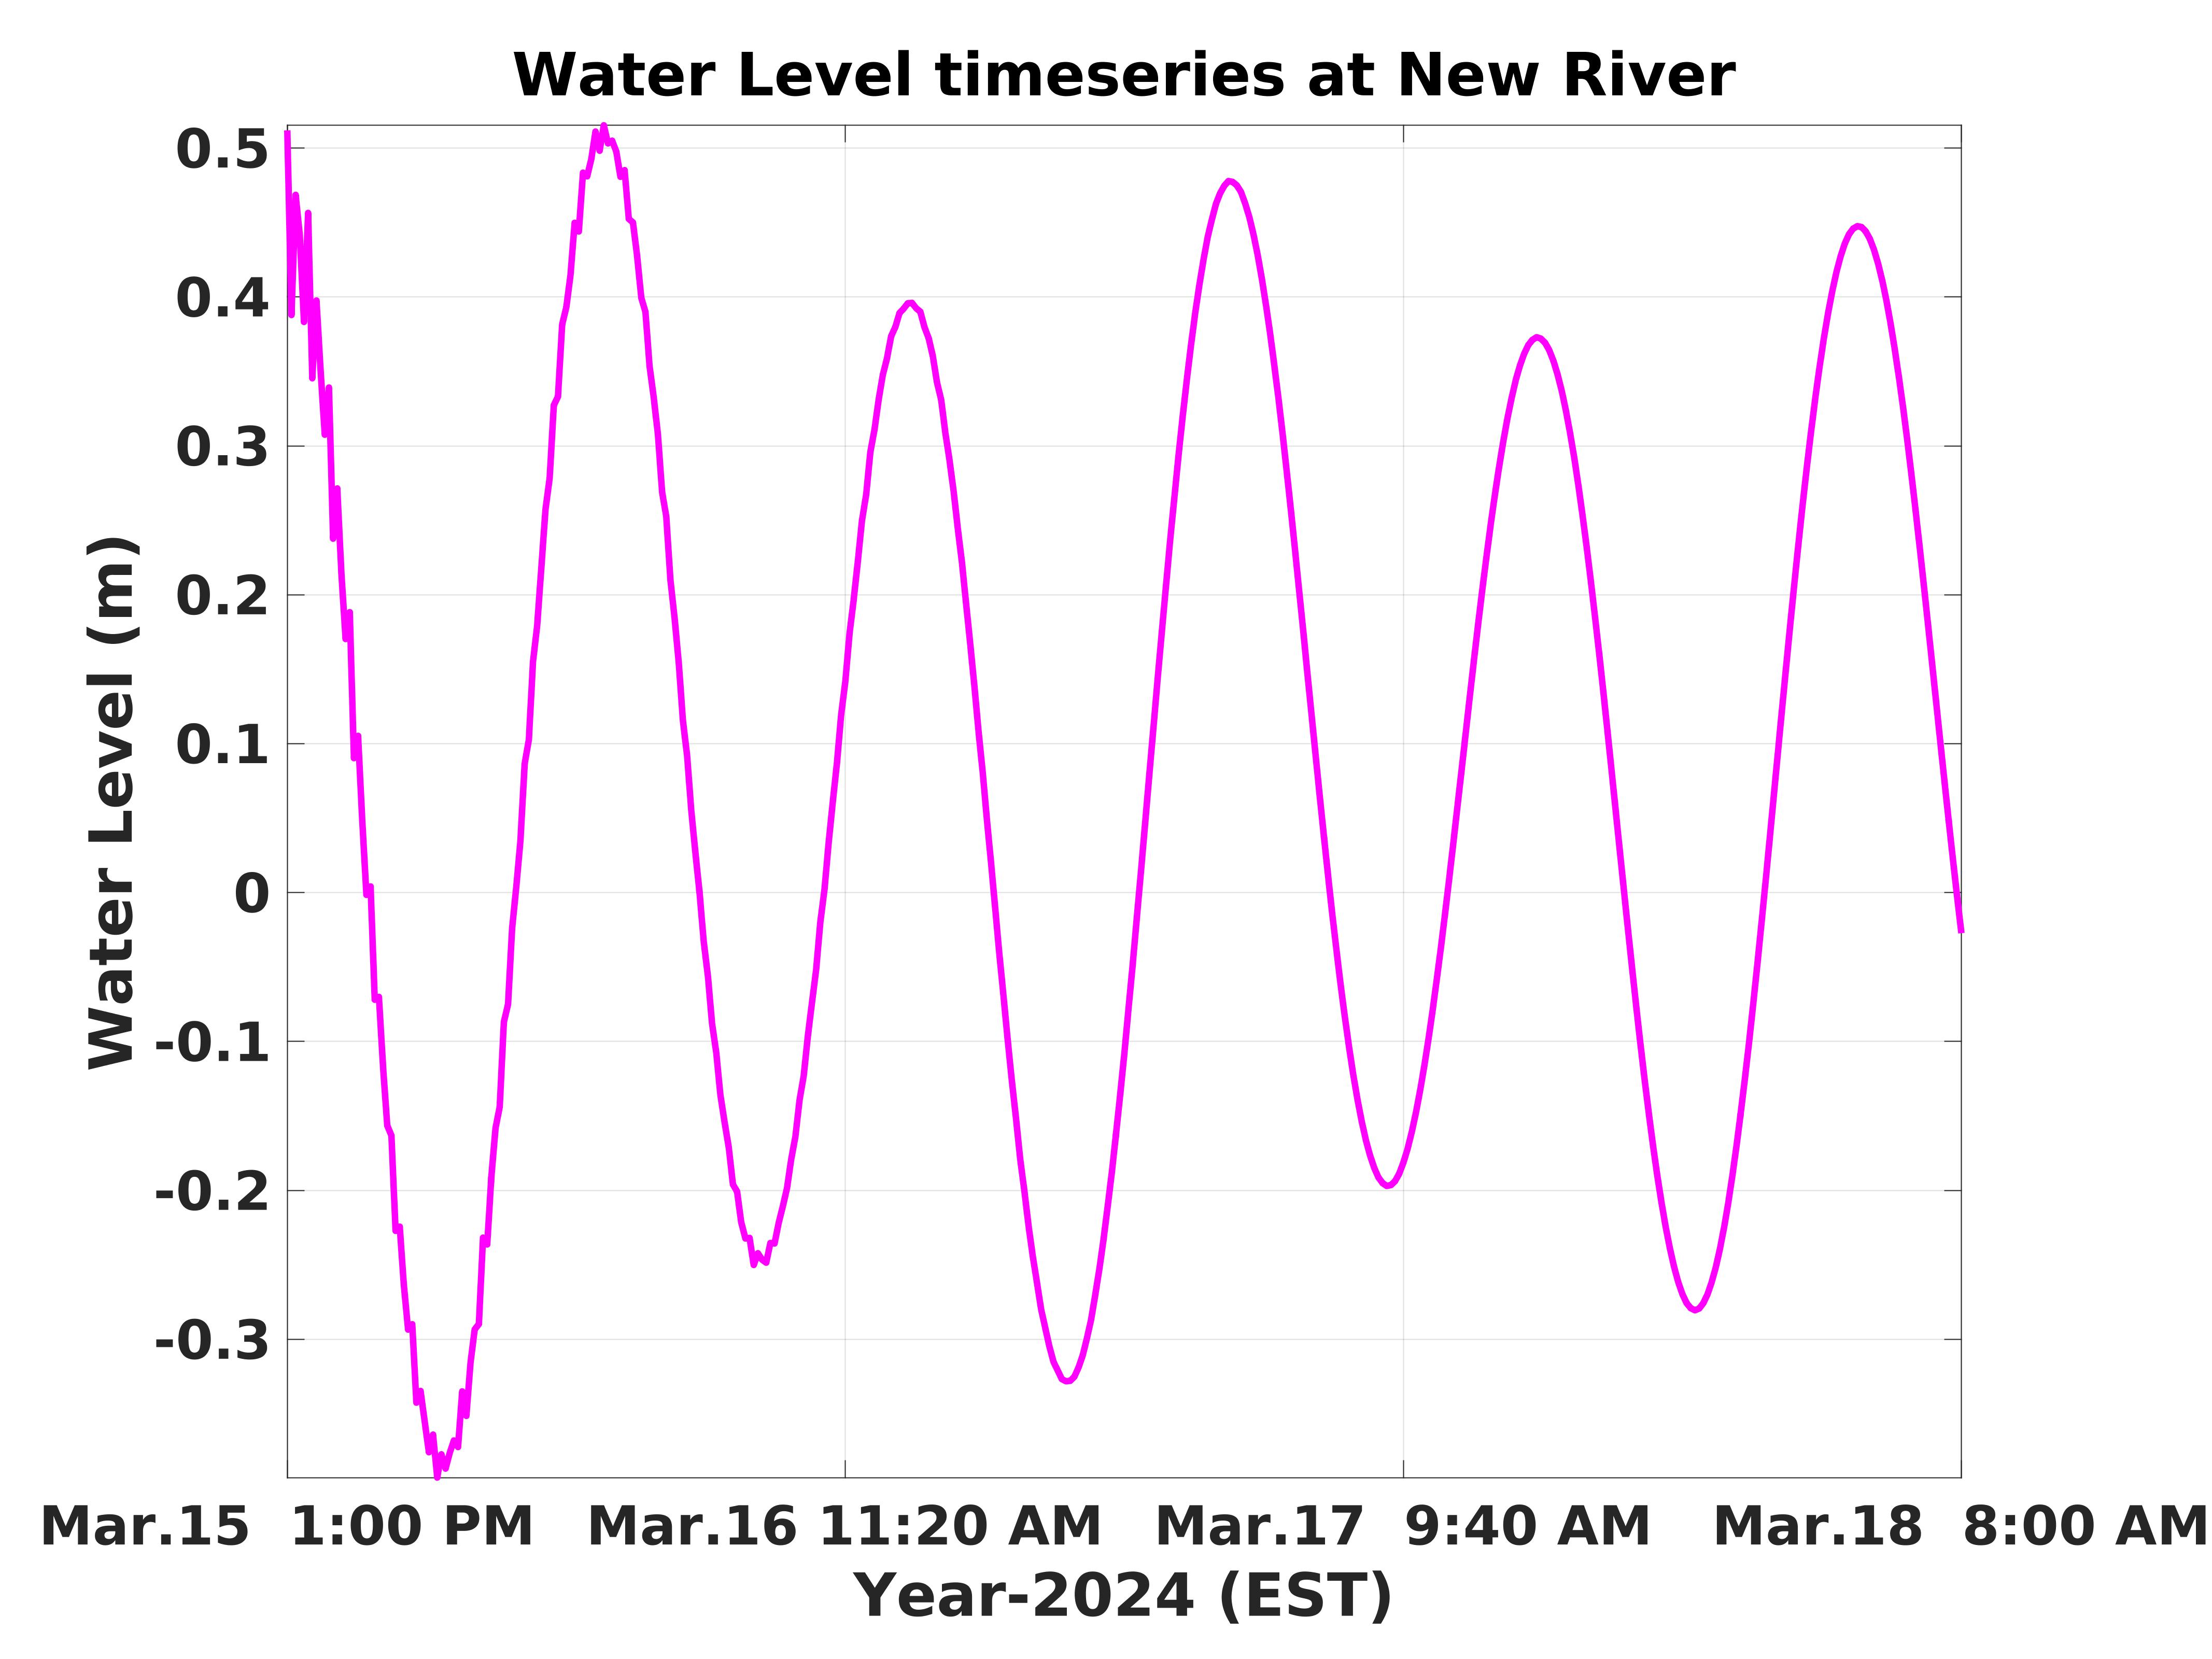 Water Level timeseries at New River
0.5
0.4
0.3
0.2
0.1
0
-0.1
-0.2
-0.3
Water Level (m)
Mar.15 1:00 PM Mar.16 11:20 AM Mar.17 9:40 AM Mar.18 8:00 AM
Year-2024 (EST)